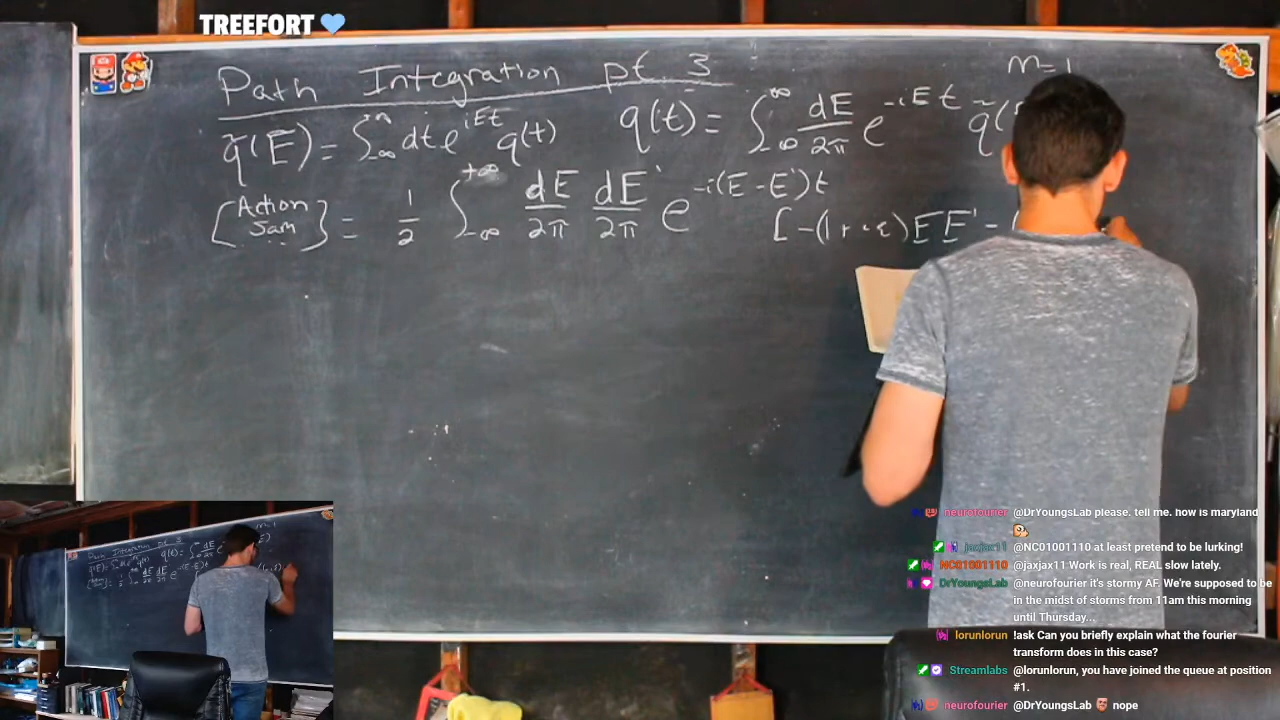 TREEFORT 💙
Path Integration pt. 3
m=1
q̃(E) = ∫_{-∞}^{∞} dt e^{iEt} q(t)   q(t) = ∫_{-∞}^{∞} dE/2π e^{-iEt} q̃(
[Action Jam] = 1/2 ∫_{-∞}^{+∞} dE/2π dE'/2π e^{-i(E-E')t}   [-(1+iε)EE' -
neurofourier @DrYoungsLab please. tell me. how is maryland
jaxjax11 @NC01001110 at least pretend to be lurking!
NC01001110 @jaxjax11 Work is real, REAL slow lately.
DrYoungsLab @neurofourier it's stormy AF. We're supposed to be
in the midst of storms from 11am this morning
until Thursday...
lorunlorun !ask Can you briefly explain what the fourier
transform does in this case?
Streamlabs @lorunlorun, you have joined the queue at position
#1.
neurofourier @DrYoungsLab nope